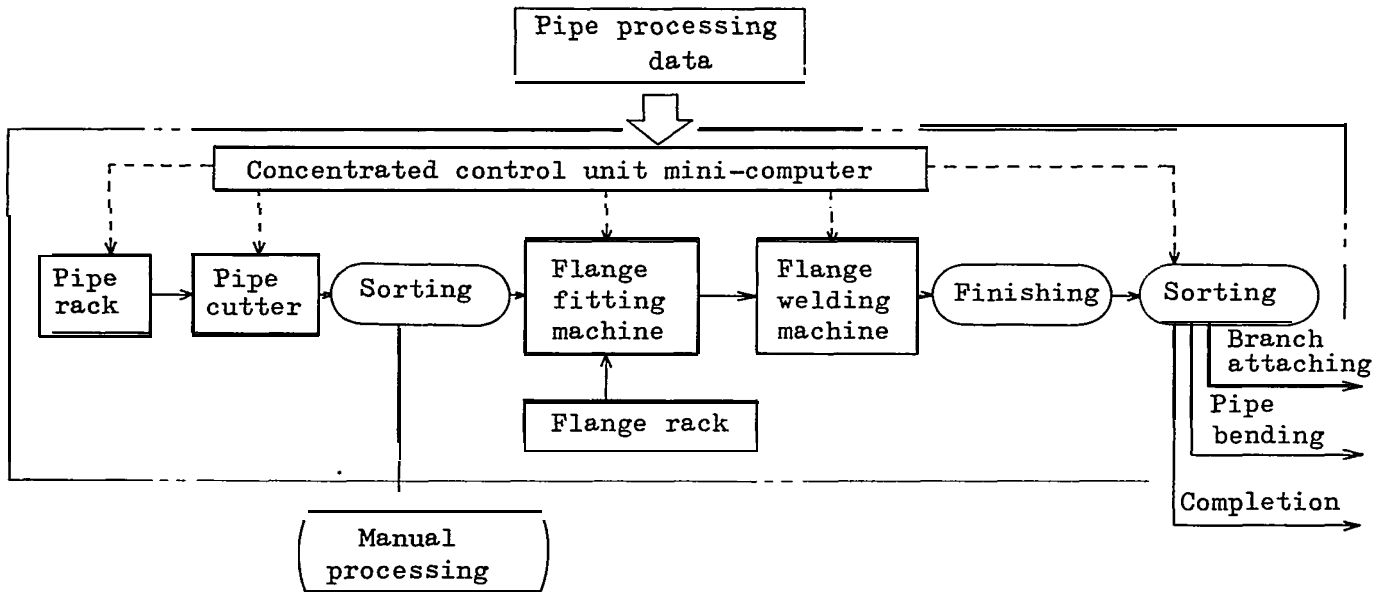 Pipe processing
data
Concentrated control unit mini-computer
Pipe
rack
Pipe
cutter
Sorting
Flange
fitting
machine
Flange
welding
machine
Finishing
Sorting
Branch
attaching
Flange rack
Pipe
bending
Completion
Manual
processing